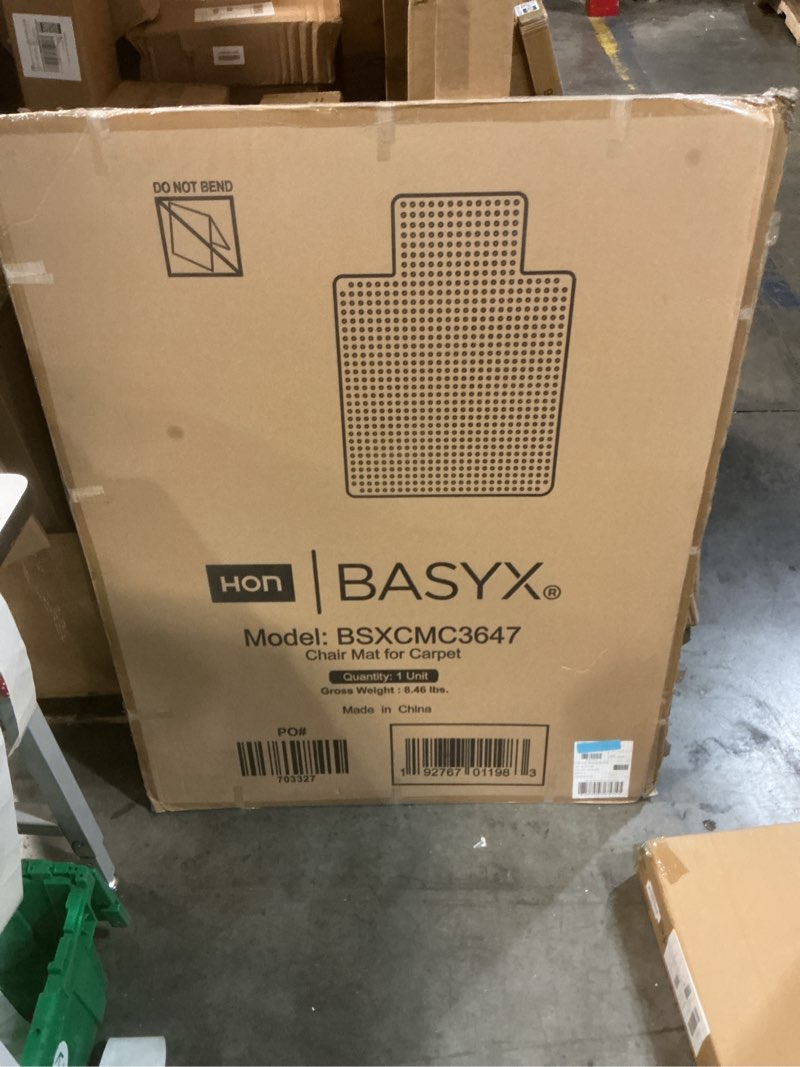 DO NOT BEND
HON | BASYX®
Model: BSXCMC3647
Chair Mat for Carpet
Quantity: 1 Unit
Gross Weight : 8.46 lbs.
Made in China
PO#
703327
1 92767 01198 3